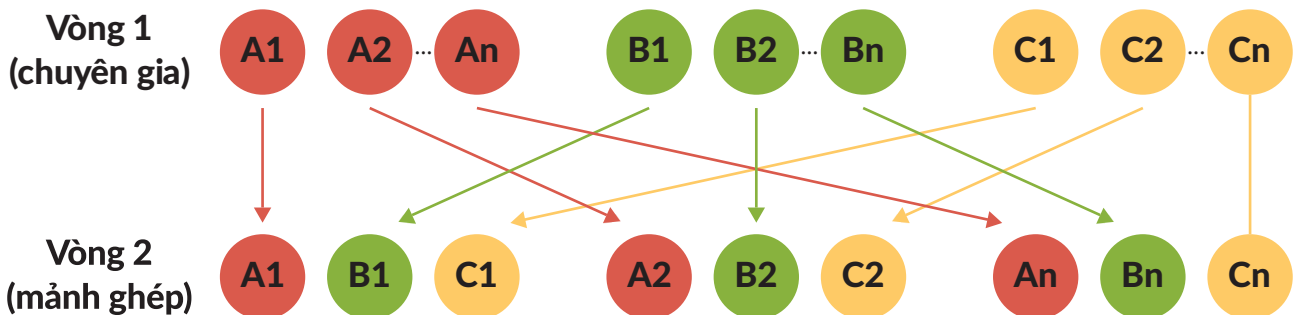 Vòng 1
(chuyên gia)
A1 A2 ... An B1 B2 ... Bn C1 C2 ... Cn
Vòng 2
(mảnh ghép)
A1 B1 C1 A2 B2 C2 An Bn Cn